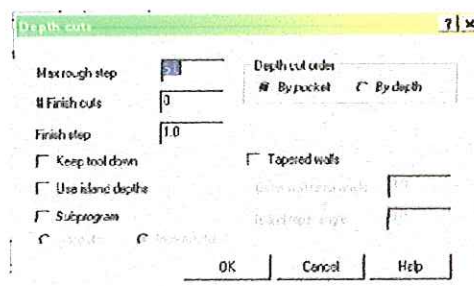 Depth cuts
Max rough step
Depth cut order
By pocket By depth
# Finish cuts 0
Finish step 1.0
Keep tool down
Tapered walls
Use island depths
Subprogram
OK Cancel Help